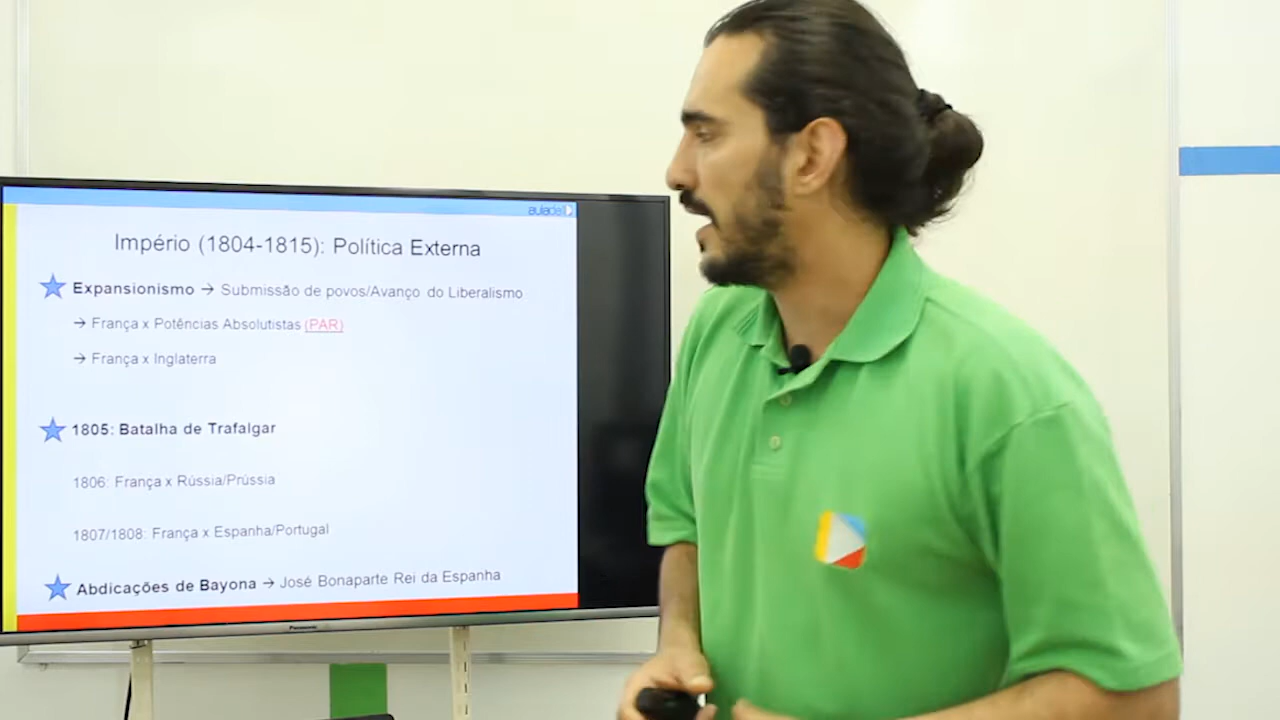 aulade
Império (1804-1815): Política Externa
Expansionismo → Submissão de povos/Avanço do Liberalismo
→ França x Potências Absolutistas (PAR)
→ França x Inglaterra
1805: Batalha de Trafalgar
1806: França x Rússia/Prússia
1807/1808: França x Espanha/Portugal
Abdicações de Bayona → José Bonaparte Rei da Espanha
Panasonic